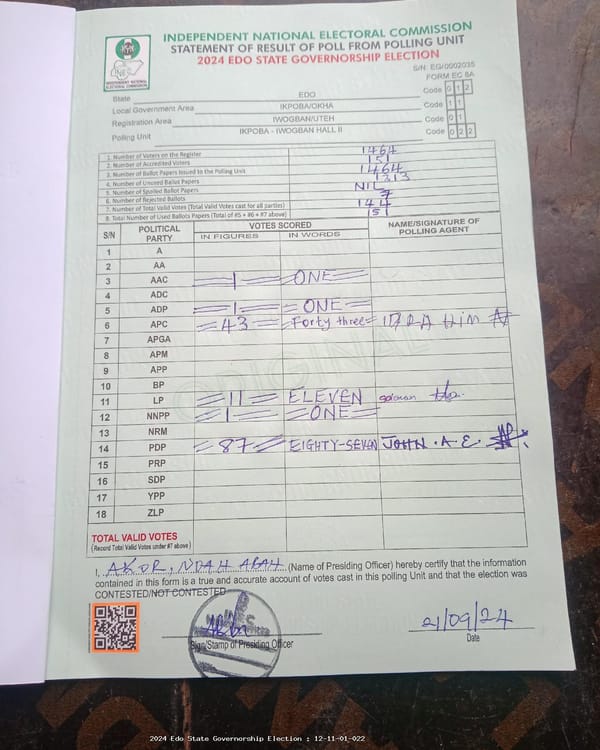 INDEPENDENT NATIONAL ELECTORAL COMMISSION
STATEMENT OF RESULT OF POLL FROM POLLING UNIT
2024 EDO STATE GOVERNORSHIP ELECTION
S/N: EG/0002035
FORM EC 8A
State EDO Code 0 1 2
Local Government Area IKPOBA/OKHA Code 1 1
Registration Area IWOGBAN/UTEH Code 0 1
Polling Unit IKPOBA - IWOGBAN HALL II Code 0 2 2
1. Number of Voters on the Register 1464
2. Number of Accredited Voters 151
3. Number of Ballot Papers Issued to the Polling Unit 1464
4. Number of Unused Ballot Papers 1313
5. Number of Spoiled Ballot Papers NIL
6. Number of Rejected Ballots 7
7. Number of Total Valid Votes (Total Valid Votes cast for all parties) 144
8. Total Number of Used Ballots Papers (Total of #5 + #6 + #7 above) 151
S/N POLITICAL PARTY VOTES SCORED NAME/SIGNATURE OF POLLING AGENT
IN FIGURES IN WORDS
1 A
2 AA
3 AAC 1 ONE
4 ADC
5 ADP 1 ONE
6 APC 43 Forty three
7 APGA
8 APM
9 APP
10 BP
11 LP 11 ELEVEN
12 NNPP 1 ONE
13 NRM
14 PDP 87 EIGHTY-SEVEN JOHN. A. E.
15 PRP
16 SDP
17 YPP
18 ZLP
TOTAL VALID VOTES
(Record Total Valid Votes under #7 above)
I, (Name of Presiding Officer) hereby certify that the information
contained in this form is a true and accurate account of votes cast in this polling Unit and that the election was
CONTESTED/NOT CONTESTED
21/09/24
Sign/Stamp of Presiding Officer Date
2024 Edo State Governorship Election : 12-11-01-022